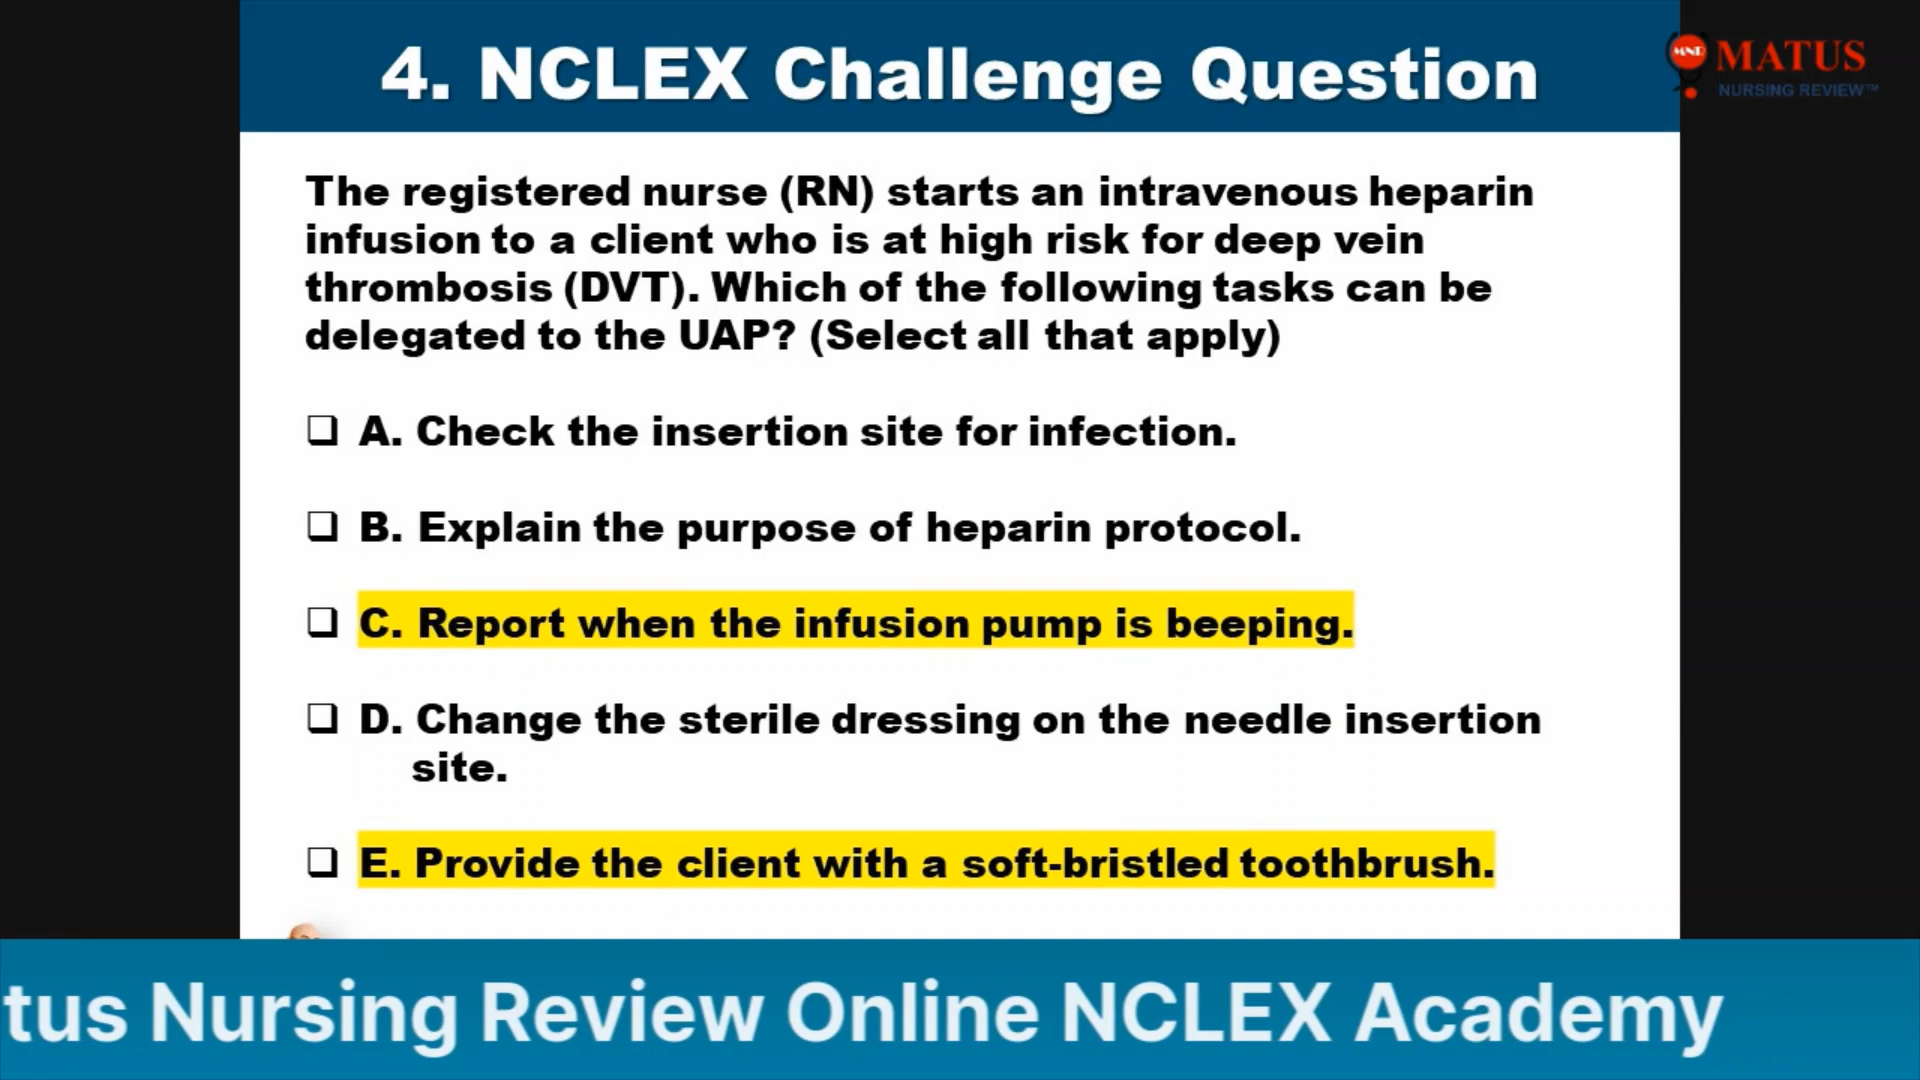 4. NCLEX Challenge Question
MNR
MATUS
NURSING REVIEW™
The registered nurse (RN) starts an intravenous heparin
infusion to a client who is at high risk for deep vein
thrombosis (DVT). Which of the following tasks can be
delegated to the UAP? (Select all that apply)
❑ A. Check the insertion site for infection.
❑ B. Explain the purpose of heparin protocol.
❑ C. Report when the infusion pump is beeping.
❑ D. Change the sterile dressing on the needle insertion
site.
❑ E. Provide the client with a soft-bristled toothbrush.
tus Nursing Review Online NCLEX Academy